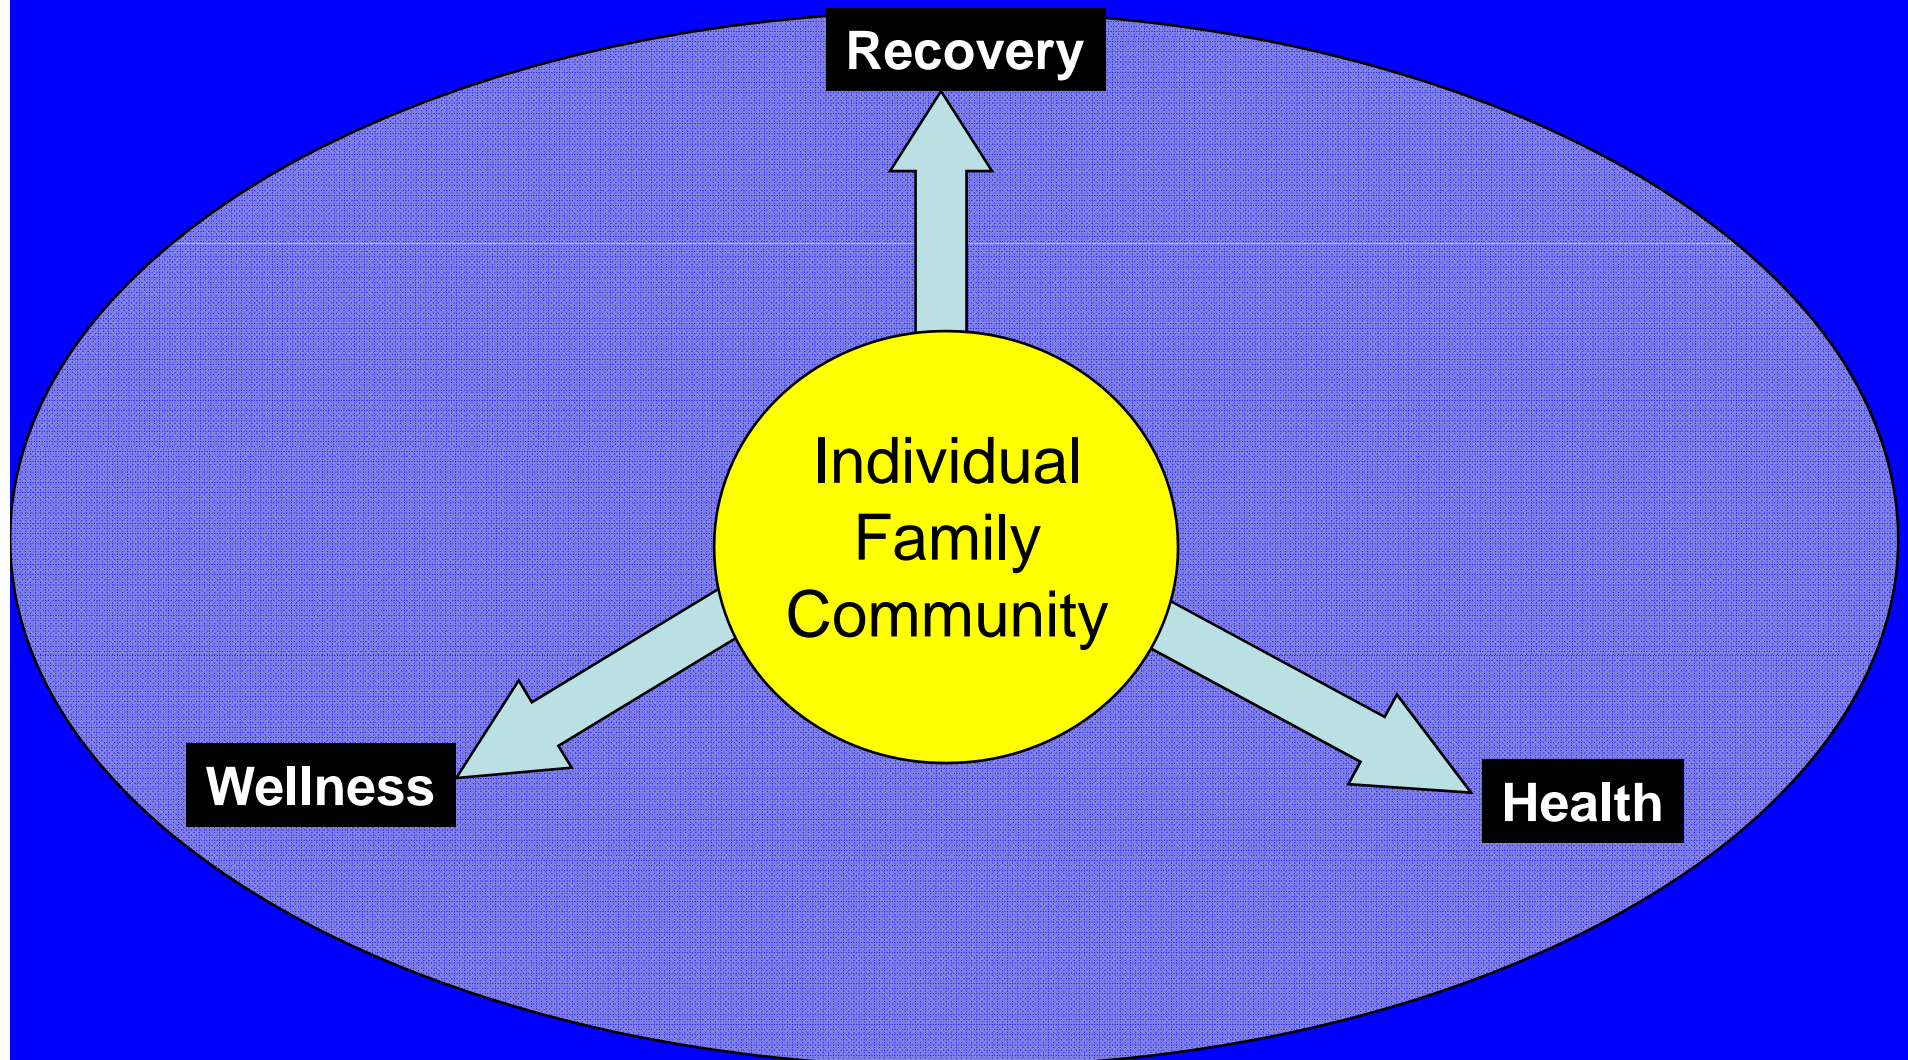 Recovery
Individual
Family
Community
Wellness
Health